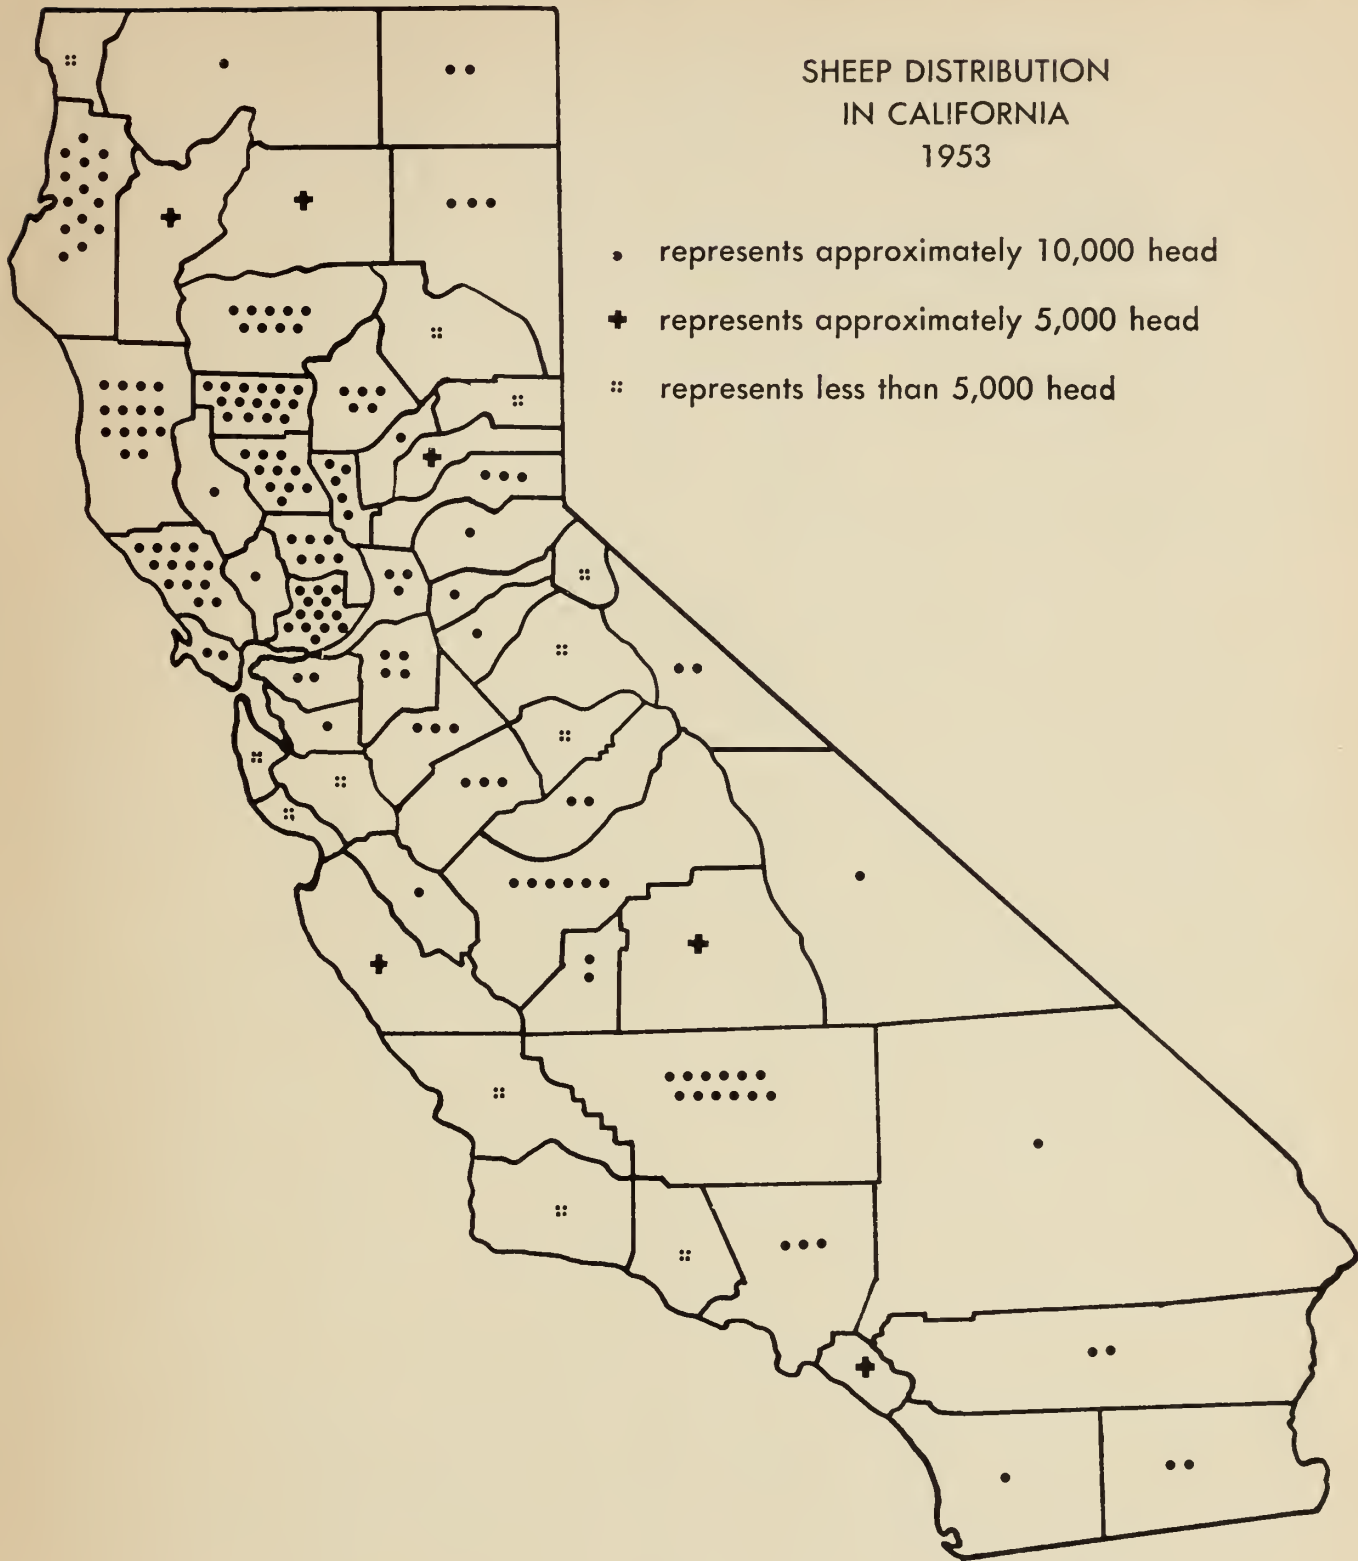 SHEEP DISTRIBUTION
IN CALIFORNIA
1953
represents approximately 10,000 head
represents approximately 5,000 head
represents less than 5,000 head